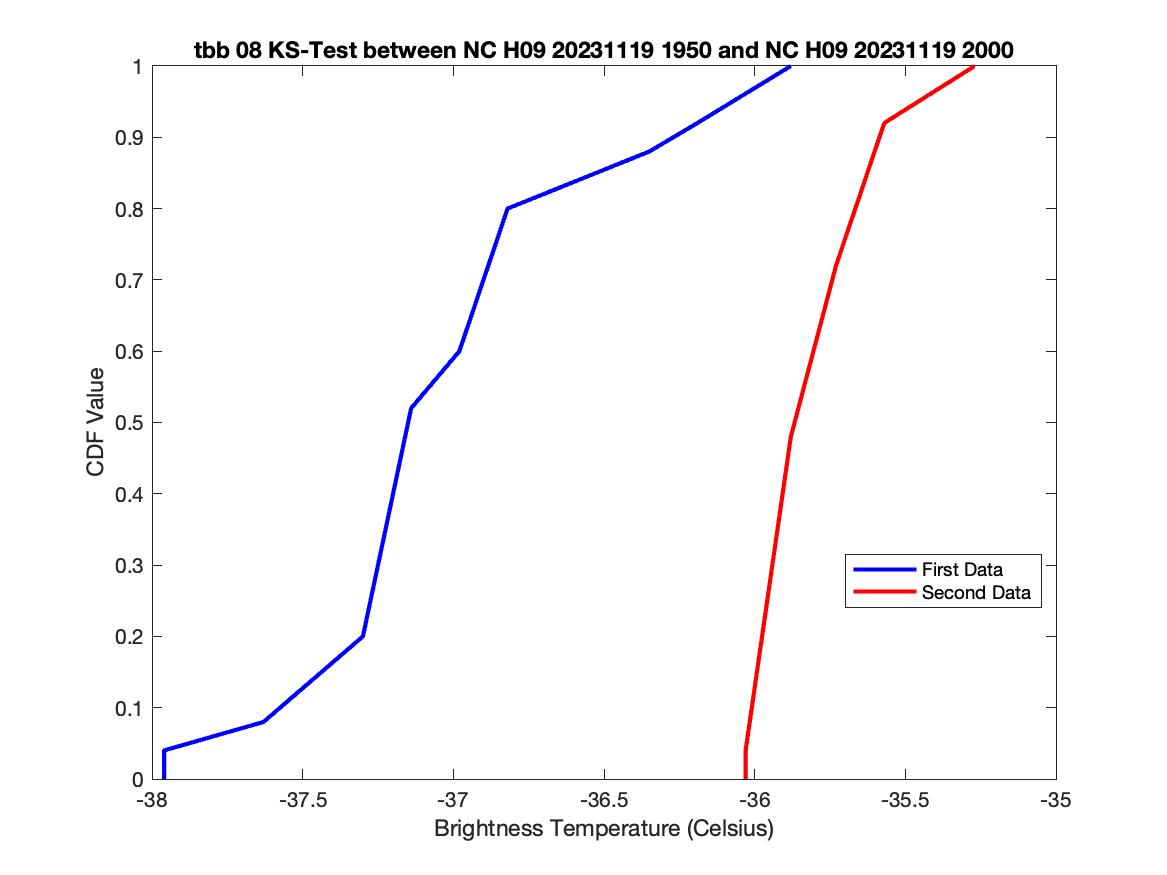 tbb 08 KS-Test between NC H09 20231119 1950 and NC H09 20231119 2000
1
0.9
0.8
0.7
0.6
0.5
0.4
0.3
0.2
0.1
0
CDF Value
First Data
Second Data
-38 -37.5 -37 -36.5 -36 -35.5 -35
Brightness Temperature (Celsius)